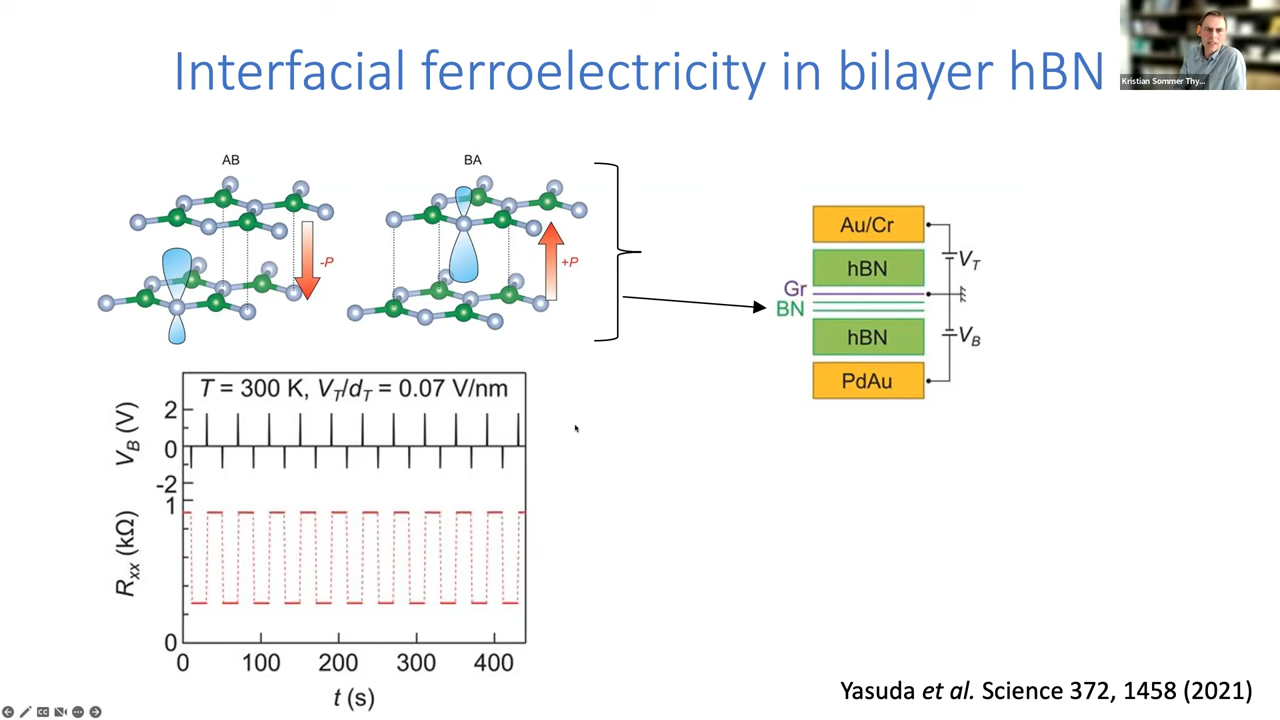 Interfacial ferroelectricity in bilayer hBN
Kristian Sommer Thy...
AB
BA
-P
+P
Au/Cr
hBN
Gr
BN
hBN
PdAu
V_T
V_B
T = 300 K, V_T/d_T = 0.07 V/nm
V_B (V)
2
0
-2
R_xx (kΩ)
1
0
0 100 200 300 400
t (s)
Yasuda et al. Science 372, 1458 (2021)
CC